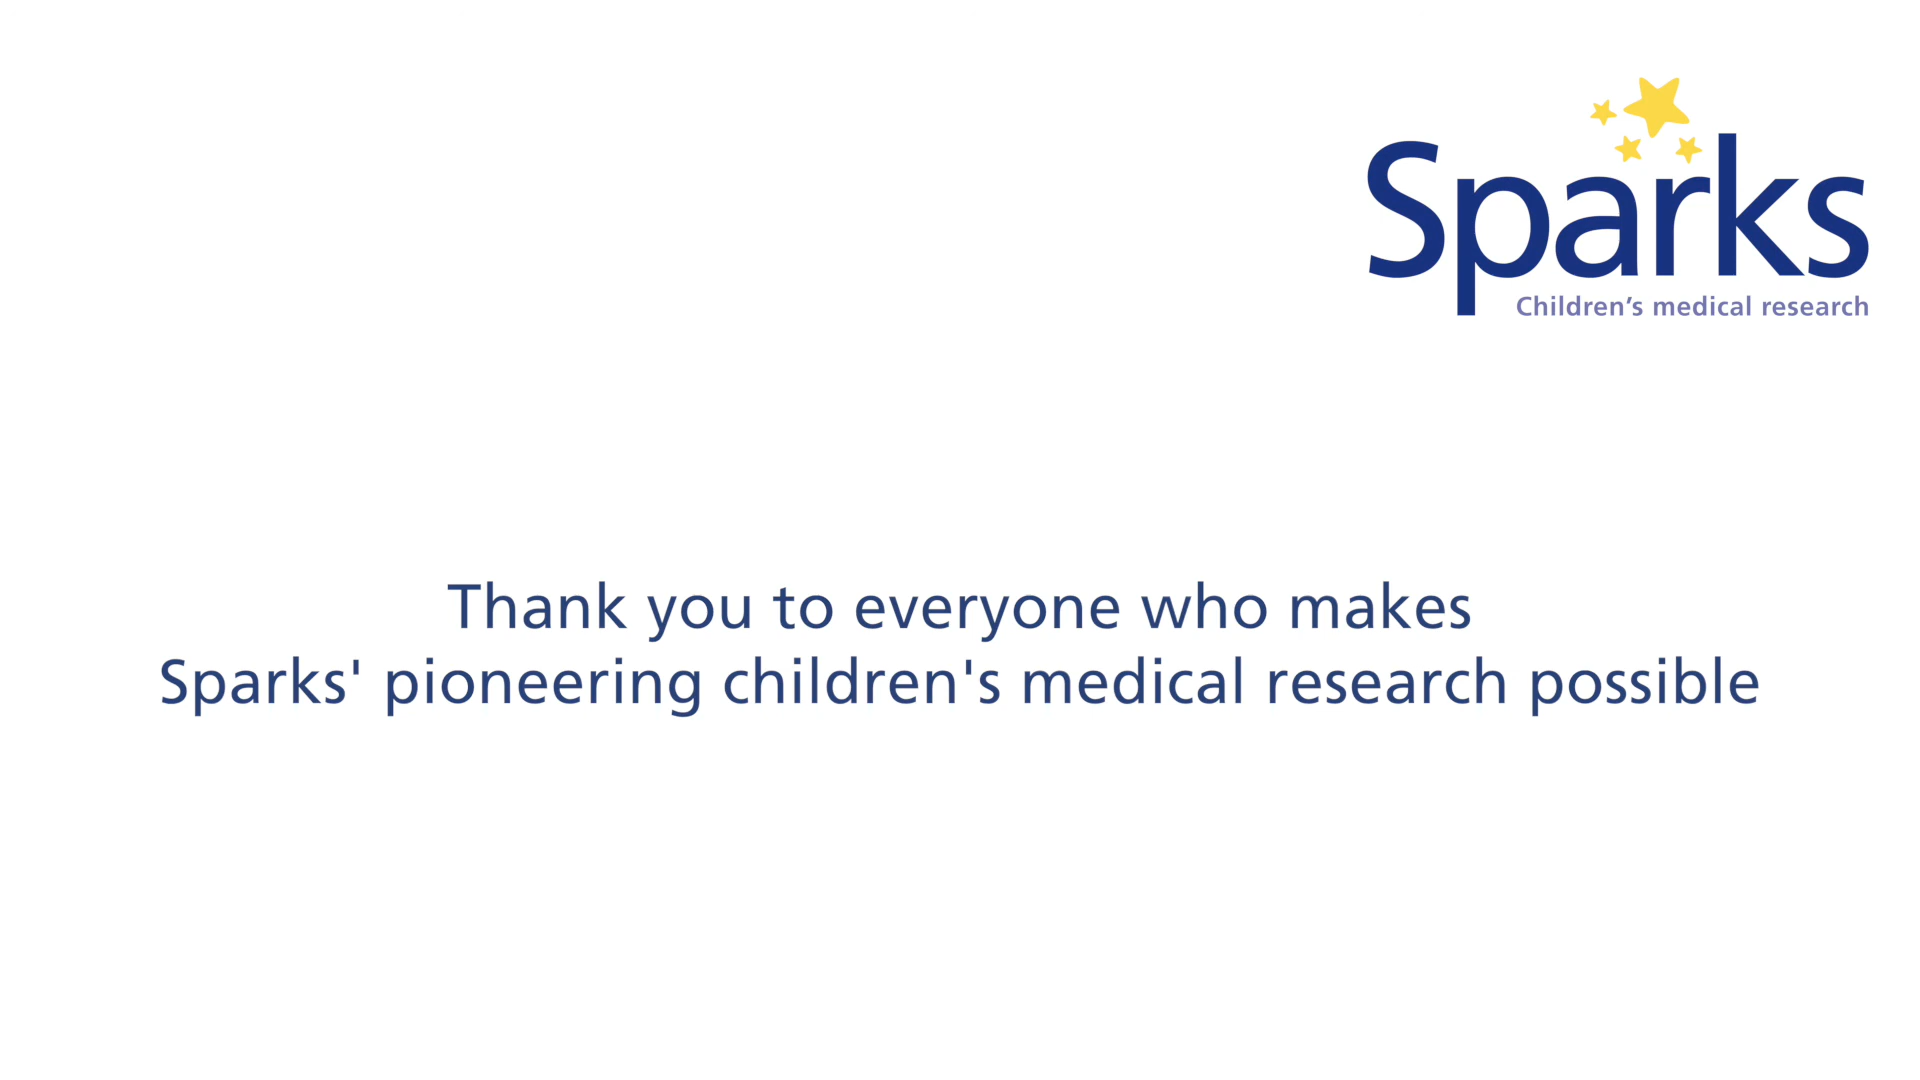 Sparks
Children’s medical research
Thank you to everyone who makes
Sparks' pioneering children's medical research possible